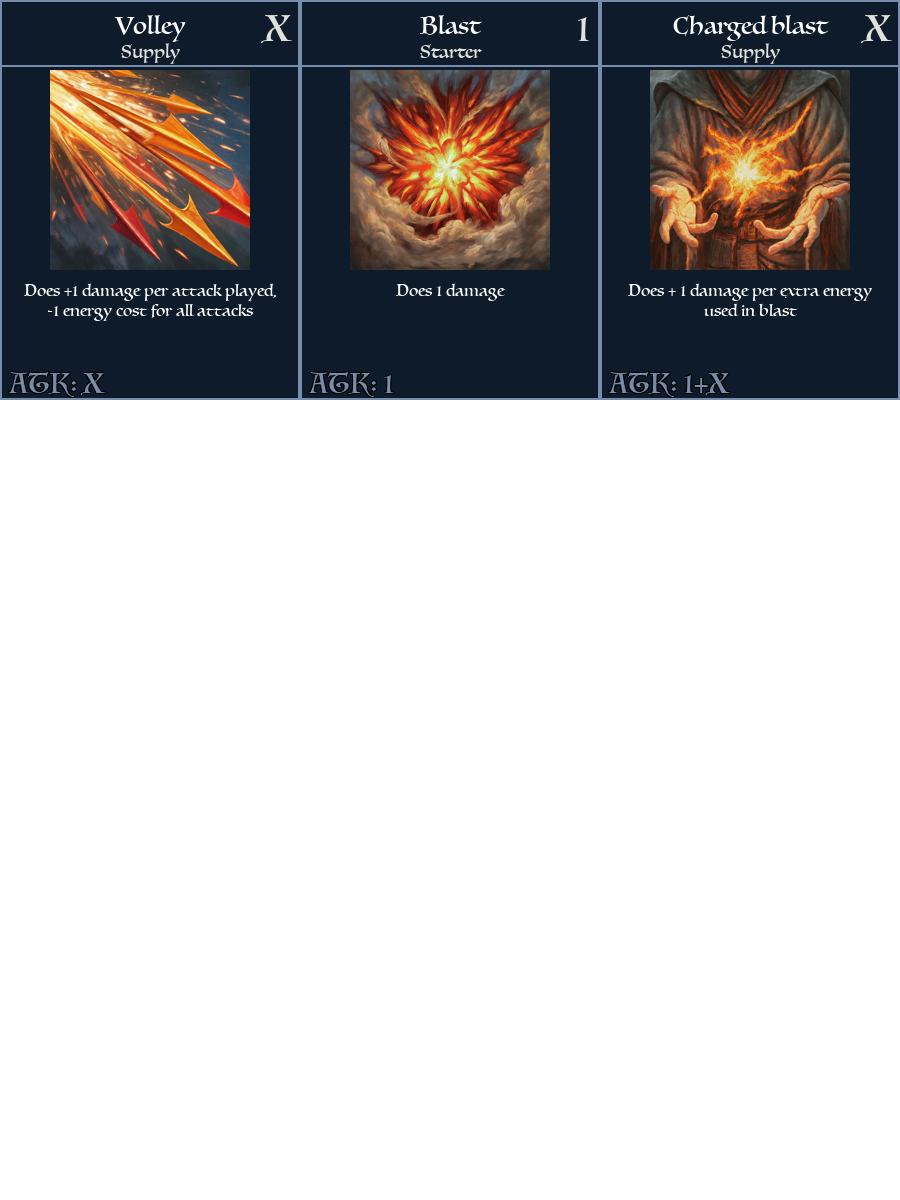 Volley
X
Supply
Does +1 damage per attack played,
-1 energy cost for all attacks
ATK: X
Blast
1
Starter
Does 1 damage
ATK: 1
Charged blast
X
Supply
Does + 1 damage per extra energy
used in blast
ATK: 1+X